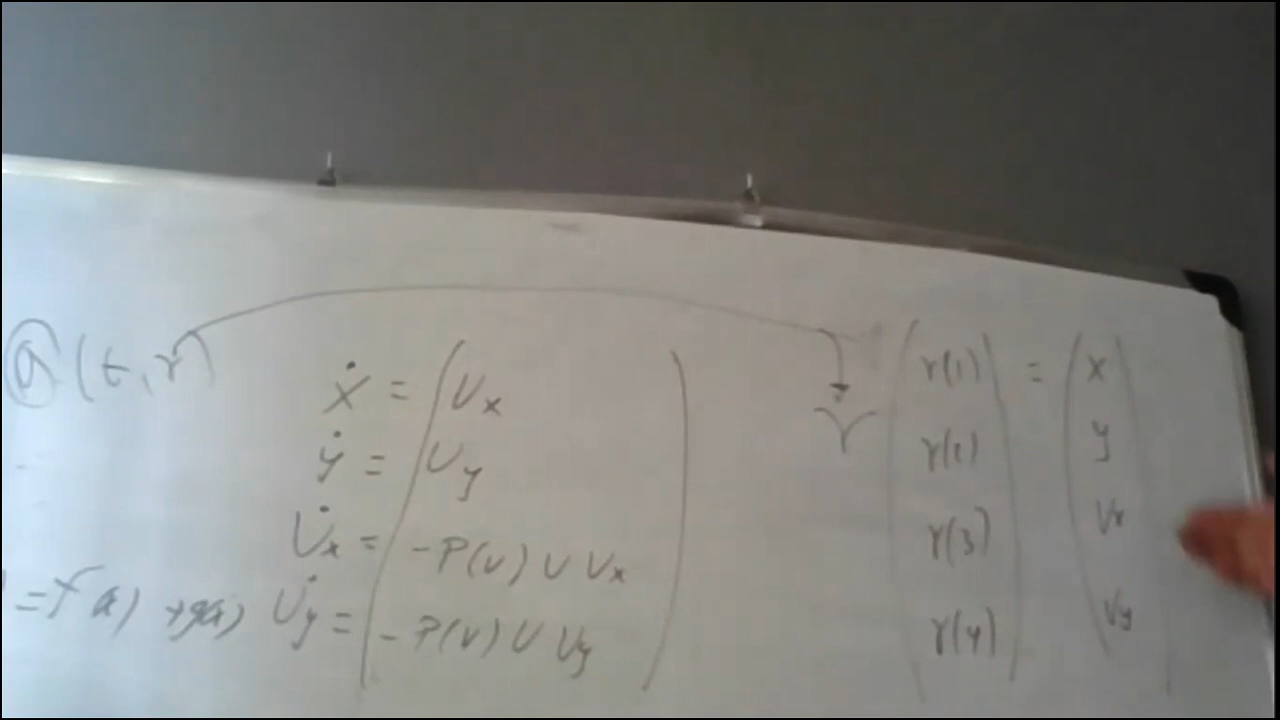 @(t,r)
ẋ = (Vx
ẏ = Vy
V̇x = -P(v) v Vx
V̇y = -P(v) v Vy)
r
(r(1)) = (x)
r(2) y
r(3) Vx
r(4) Vy